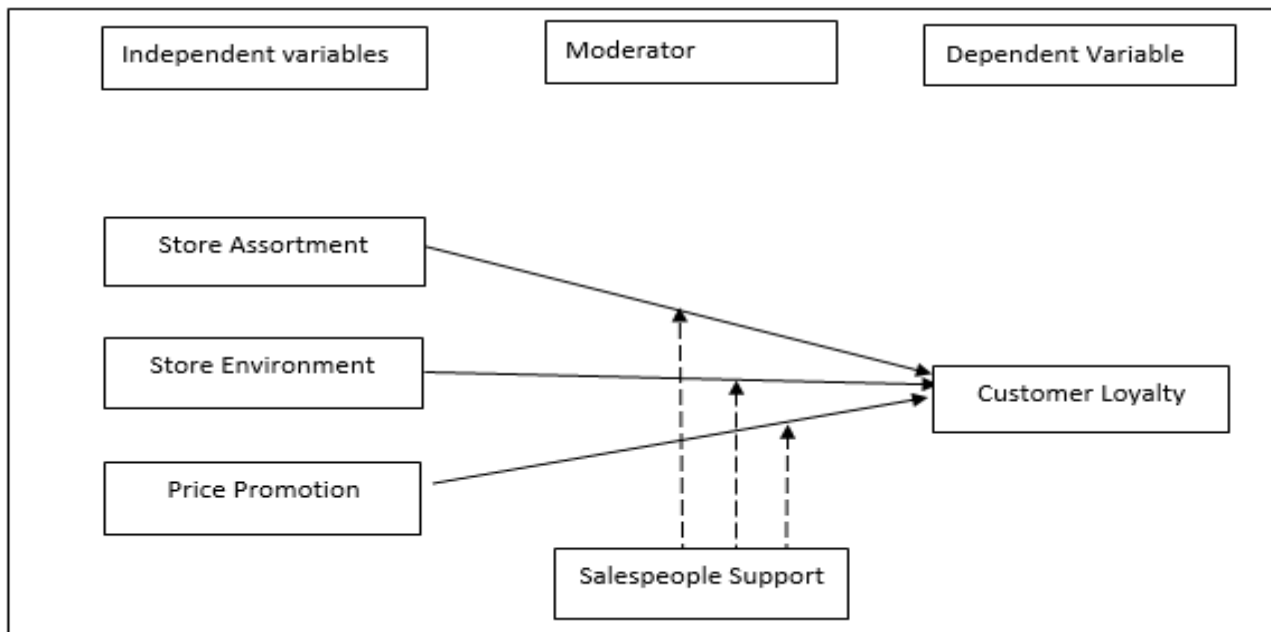 Independent variables
Moderator
Dependent Variable
Store Assortment
Store Environment
Customer Loyalty
Price Promotion
Salespeople Support